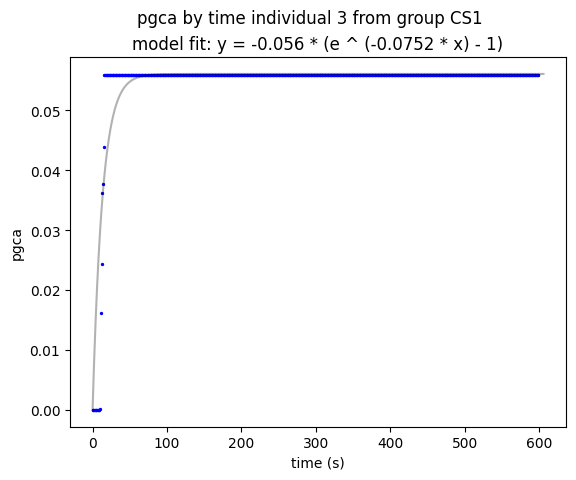 pgca by time individual 3 from group CS1
model fit: y = -0.056 * (e ^ (-0.0752 * x) - 1)
0.05
0.04
0.03
0.02
0.01
0.00
pgca
0 100 200 300 400 500 600
time (s)